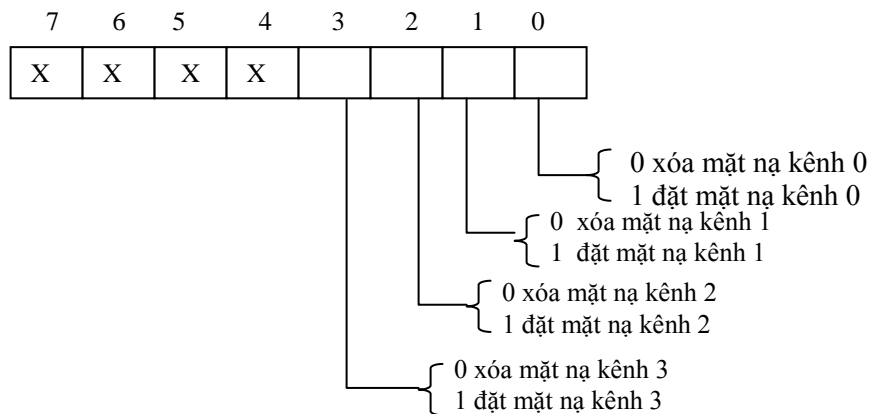 7 6 5 4 3 2 1 0
X X X X
0 xóa mặt nạ kênh 0
1 đặt mặt nạ kênh 0
0 xóa mặt nạ kênh 1
1 đặt mặt nạ kênh 1
0 xóa mặt nạ kênh 2
1 đặt mặt nạ kênh 2
0 xóa mặt nạ kênh 3
1 đặt mặt nạ kênh 3